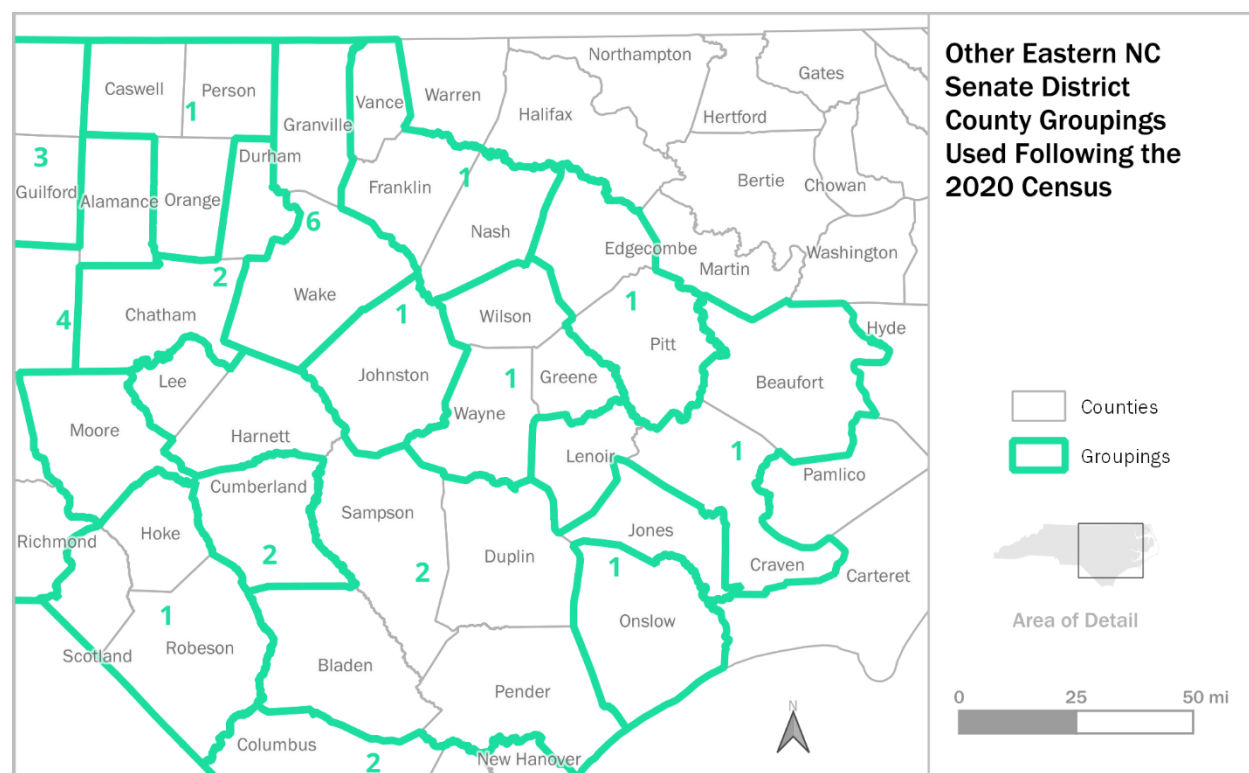 Other Eastern NC
Senate District
County Groupings
Used Following the
2020 Census
Northampton
Gates
Caswell
Person
Vance
Warren
Halifax
Hertford
1
Granville
3
Durham
Guilford
Alamance
Orange
Franklin
1
Bertie
Chowan
6
Nash
Edgecombe
Washington
2
Martin
Wake
4
Chatham
1
Wilson
1
Hyde
Pitt
Lee
Johnston
1
Greene
Beaufort
Wayne
Moore
Harnett
Lenoir
1
Pamlico
Cumberland
Sampson
Richmond
Hoke
Jones
2
Duplin
2
1
Craven
Carteret
1
Onslow
Scotland
Robeson
Bladen
Pender
Columbus
2
New Hanover
N
Counties
Groupings
Area of Detail
0 25 50 mi